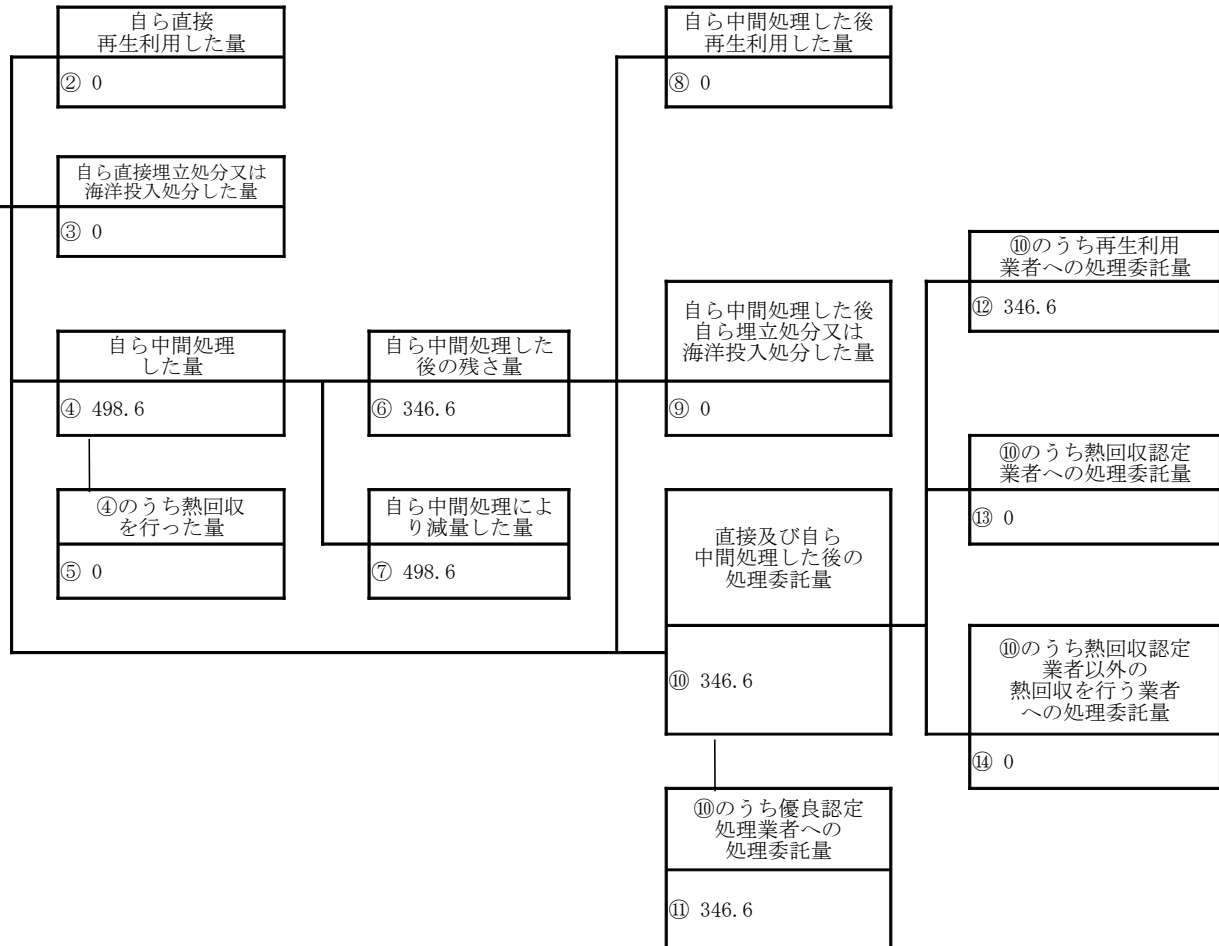 自ら直接
再生利用した量
② 0
自ら中間処理した後
再生利用した量
⑧ 0
自ら直接埋立処分又は
海洋投入処分した量
③ 0
⑩のうち再生利用
業者への処理委託量
⑫ 346.6
自ら中間処理
した量
④ 498.6
自ら中間処理した
後の残さ量
⑥ 346.6
自ら中間処理した後
自ら埋立処分又は
海洋投入処分した量
⑨ 0
⑩のうち熱回収認定
業者への処理委託量
⑬ 0
④のうち熱回収
を行った量
⑤ 0
自ら中間処理によ
り減量した量
⑦ 498.6
直接及び自ら
中間処理した後の
処理委託量
⑩ 346.6
⑩のうち熱回収認定
業者以外の
熱回収を行う業者
への処理委託量
⑭ 0
⑩のうち優良認定
処理業者への
処理委託量
⑪ 346.6